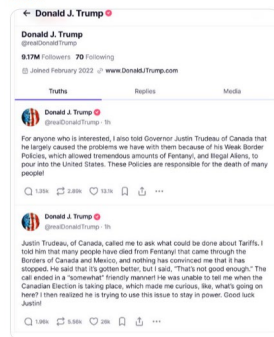 ← Donald J. Trump
Donald J. Trump
@realDonaldTrump
9.17M Followers 70 Following
Joined February 2022 www.DonaldJTrump.com
Truths Replies Media
Donald J. Trump
@realDonaldTrump · 1h
For anyone who is interested, I also told Governor Justin Trudeau of Canada that
he largely caused the problems we have with them because of his Weak Border
Policies, which allowed tremendous amounts of Fentanyl, and Illegal Aliens, to
pour into the United States. These Policies are responsible for the death of many
people!
13.1k
Donald J. Trump
@realDonaldTrump · 1h
Justin Trudeau, of Canada, called me to ask what could be done about Tariffs. I
told him that many people have died from Fentanyl that came through the
Borders of Canada and Mexico, and nothing has convinced me that it has
stopped. He said that it's gotten better, but I said, "That's not good enough." The
call ended in a "somewhat" friendly manner! He was unable to tell me when the
Canadian Election is taking place, which made me curious, like, what's going on
here? I then realized he is trying to use this issue to stay in power. Good luck
Justin!